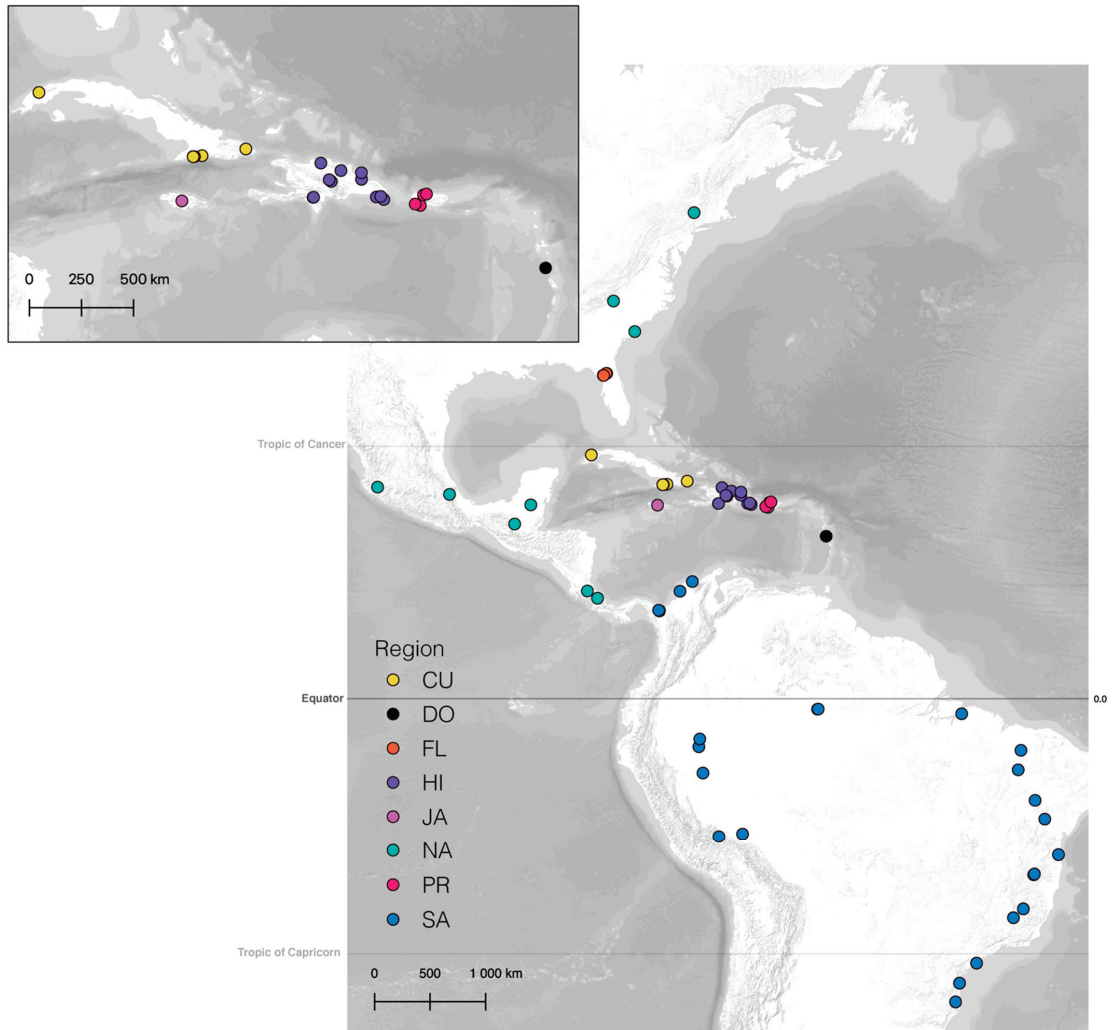 0 250 500 km
Tropic of Cancer
Region
CU
Equator 0.0
DO
FL
HI
JA
NA
PR
SA
Tropic of Capricorn
0 500 1 000 km